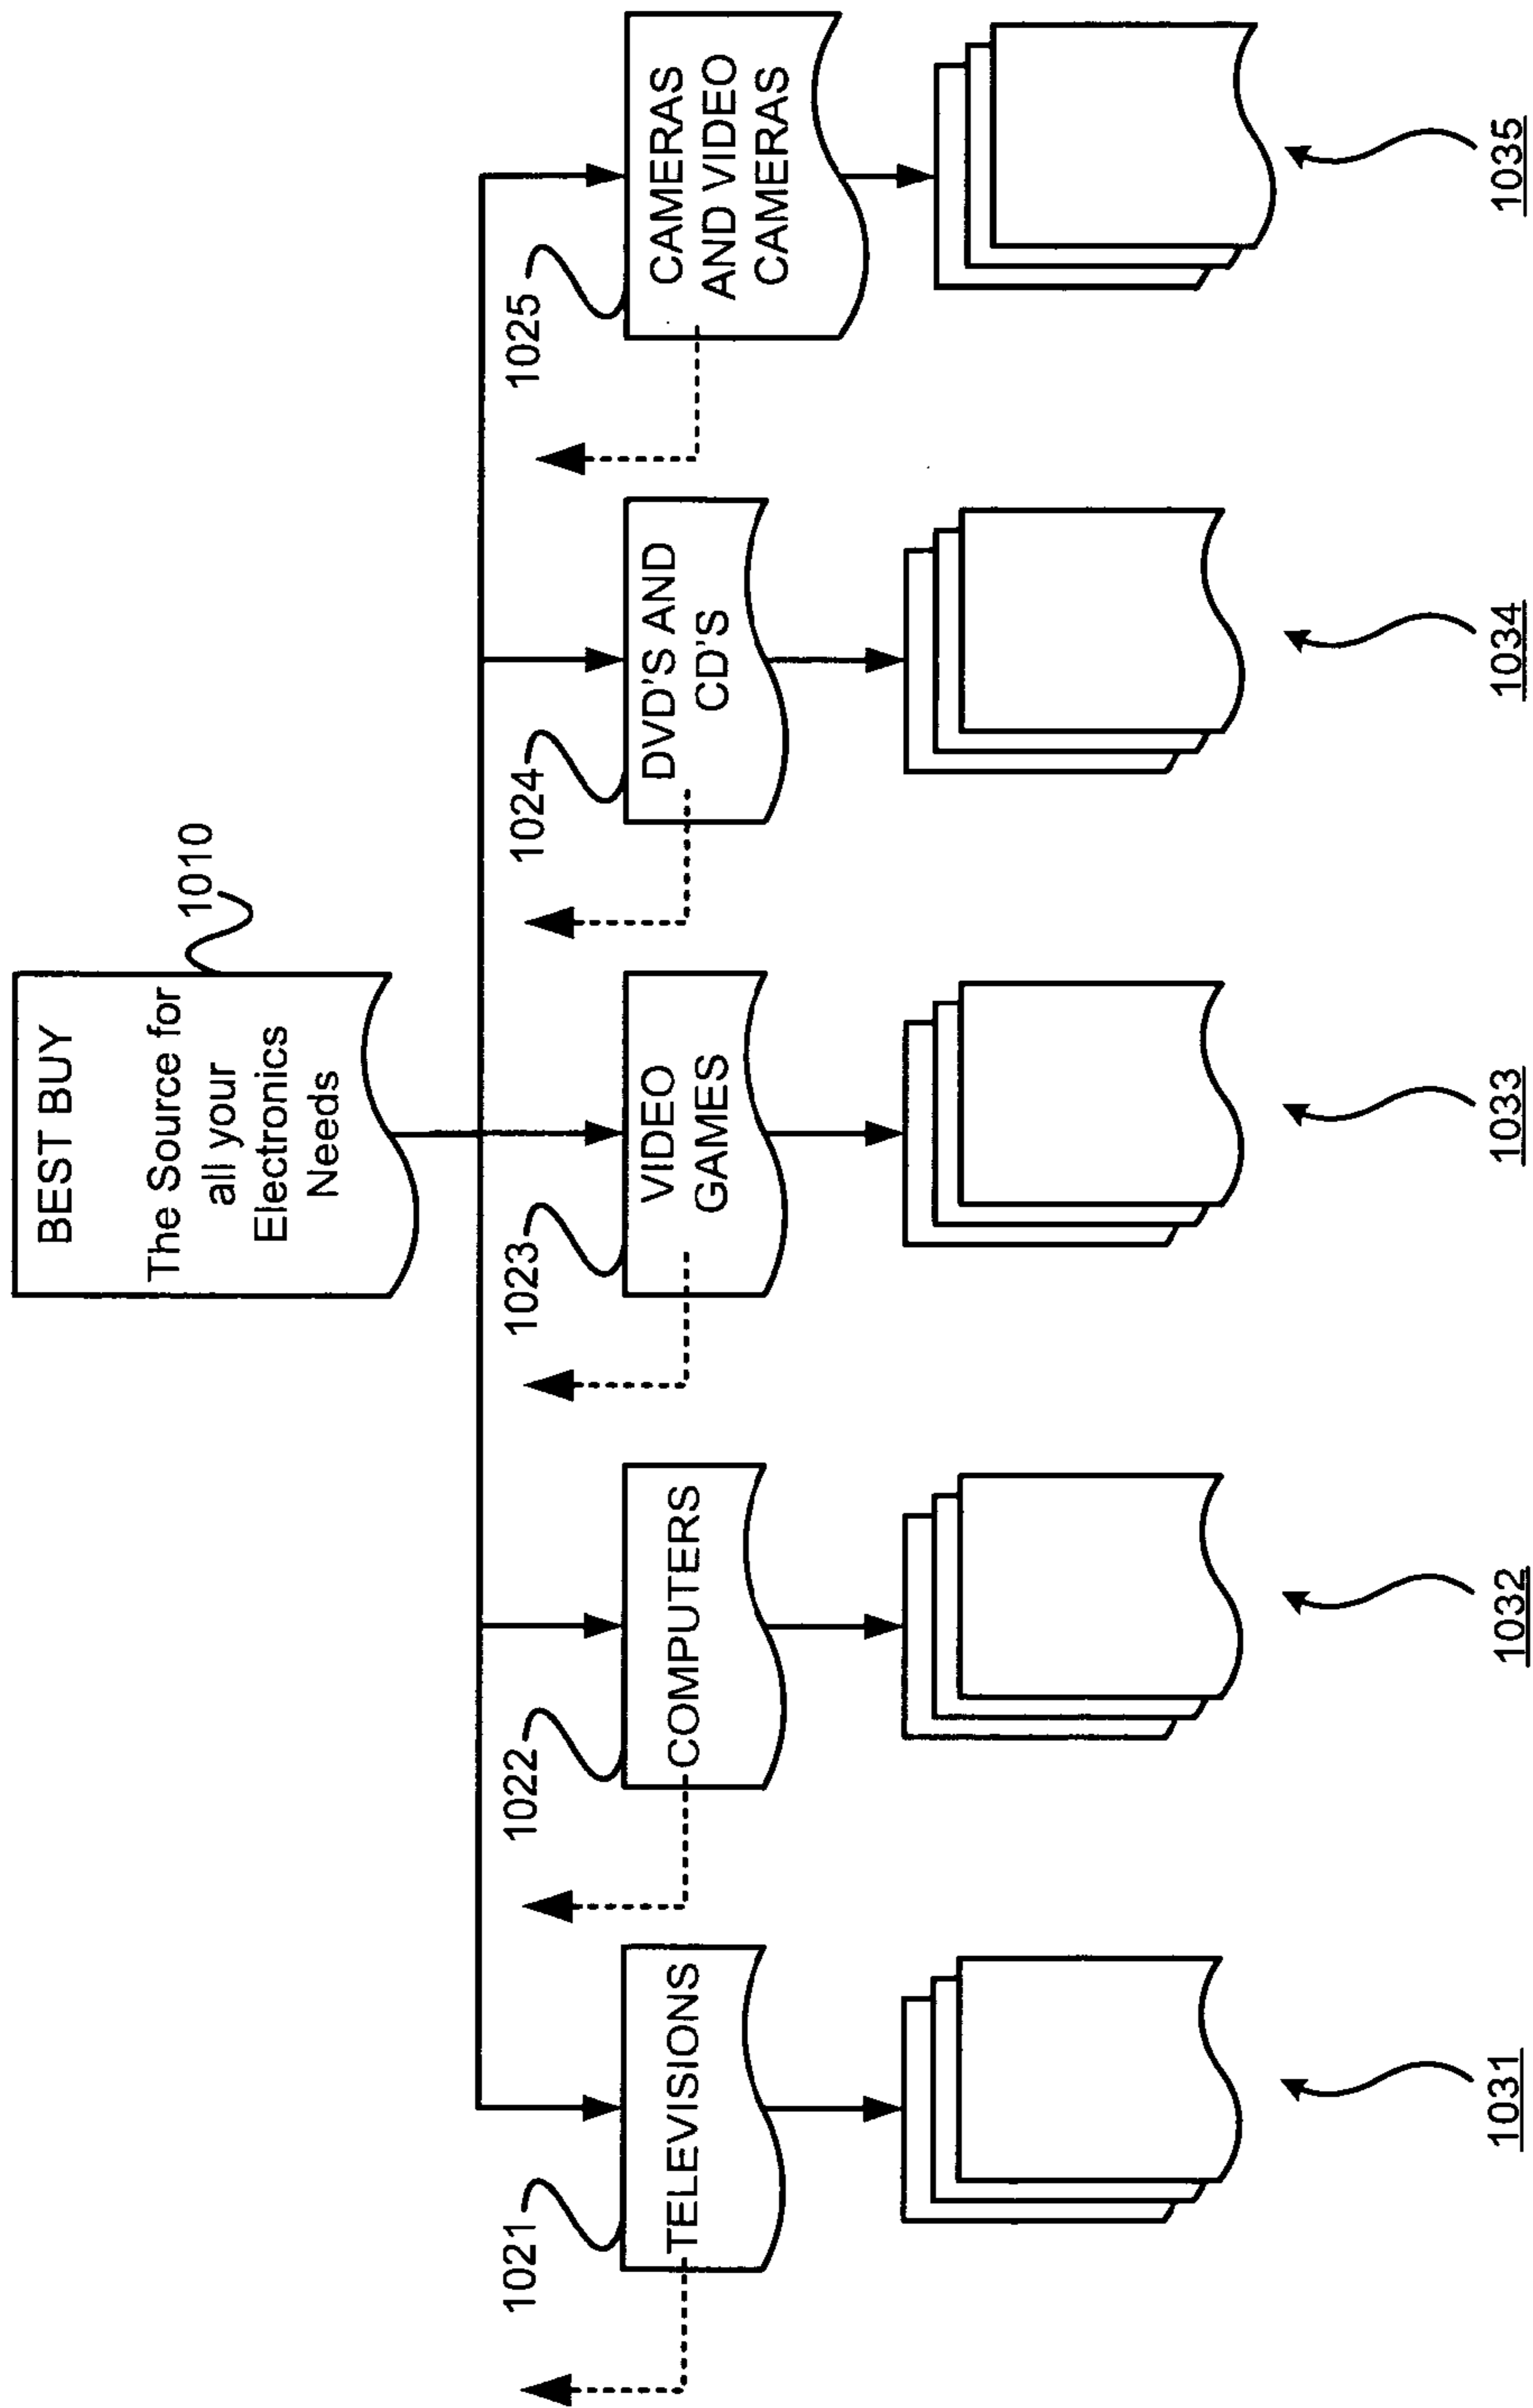 BEST BUY
The Source for
all your
Electronics
Needs
1010
1021
TELEVISIONS
1022
COMPUTERS
1023
VIDEO
GAMES
1024
DVD'S AND
CD'S
1025
CAMERAS
AND VIDEO
CAMERAS
1031
1032
1033
1034
1035